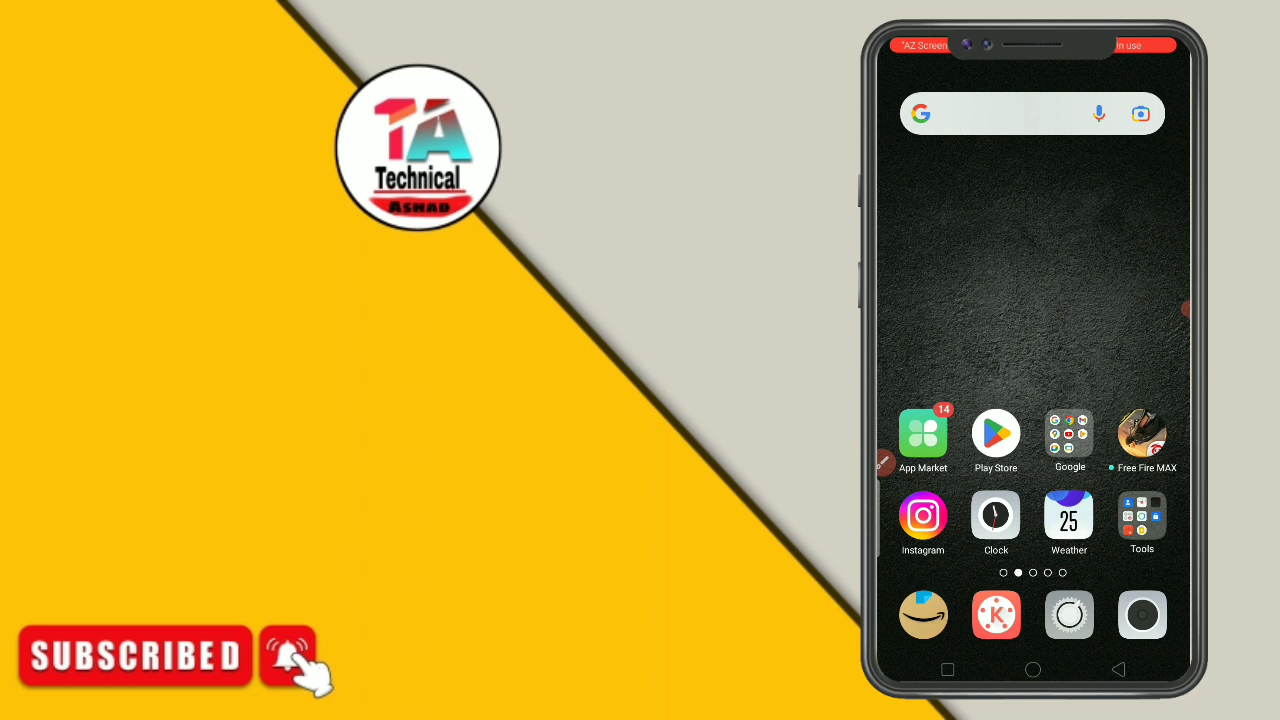 "AZ Screen
in use
TA
Technical
ASHAD
14
App Market
Play Store
Google
Free Fire MAX
25
Instagram
Clock
Weather
Tools
K
SUBSCRIBED